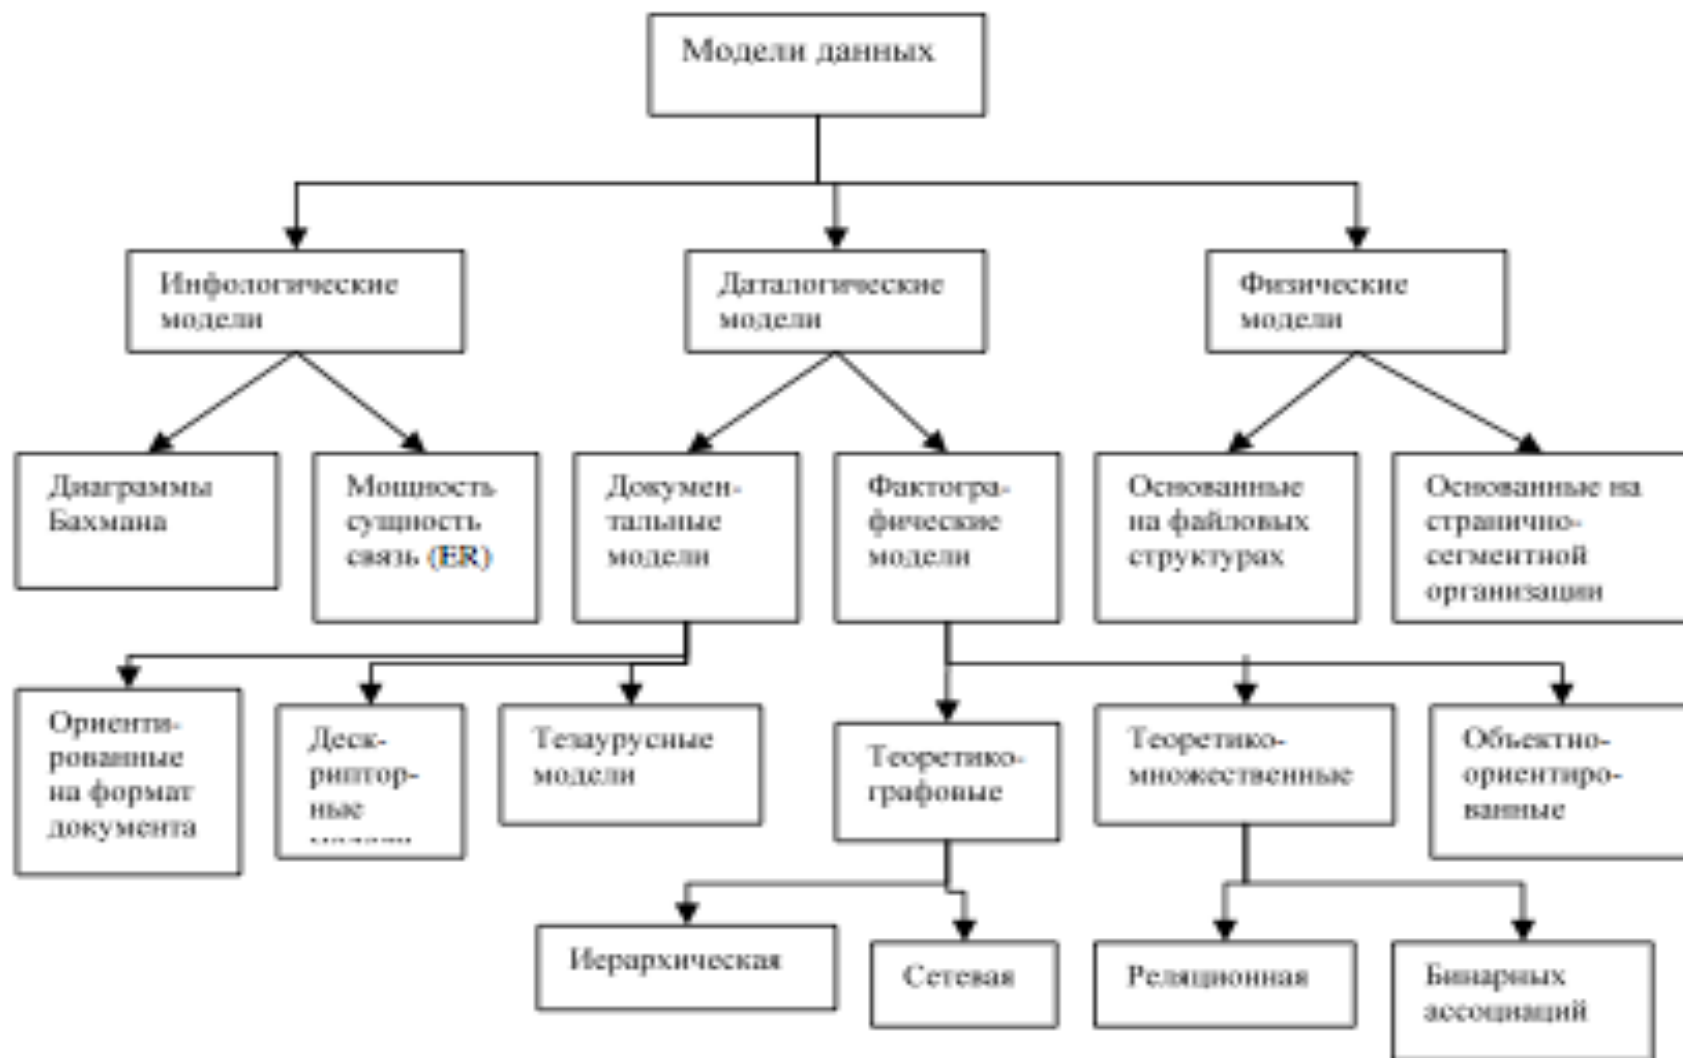 Модели данных
Инфологические
модели
Даталогические
модели
Физические
модели
Диаграммы
Бахмана
Мощность
сущность
связь (ER)
Докумен-
тальные
модели
Фактогра-
фические
модели
Основанные
на файловых
структурах
Основанные на
странично-
сегментной
организации
Ориенти-
рованные
на формат
документа
Деск-
риптор-
ные
Тезаурусные
модели
Теоретико-
графовые
Теоретико-
множественные
Объектно-
ориентиро-
ванные
Иерархическая
Сетевая
Реляционная
Бинарных
ассоциаций